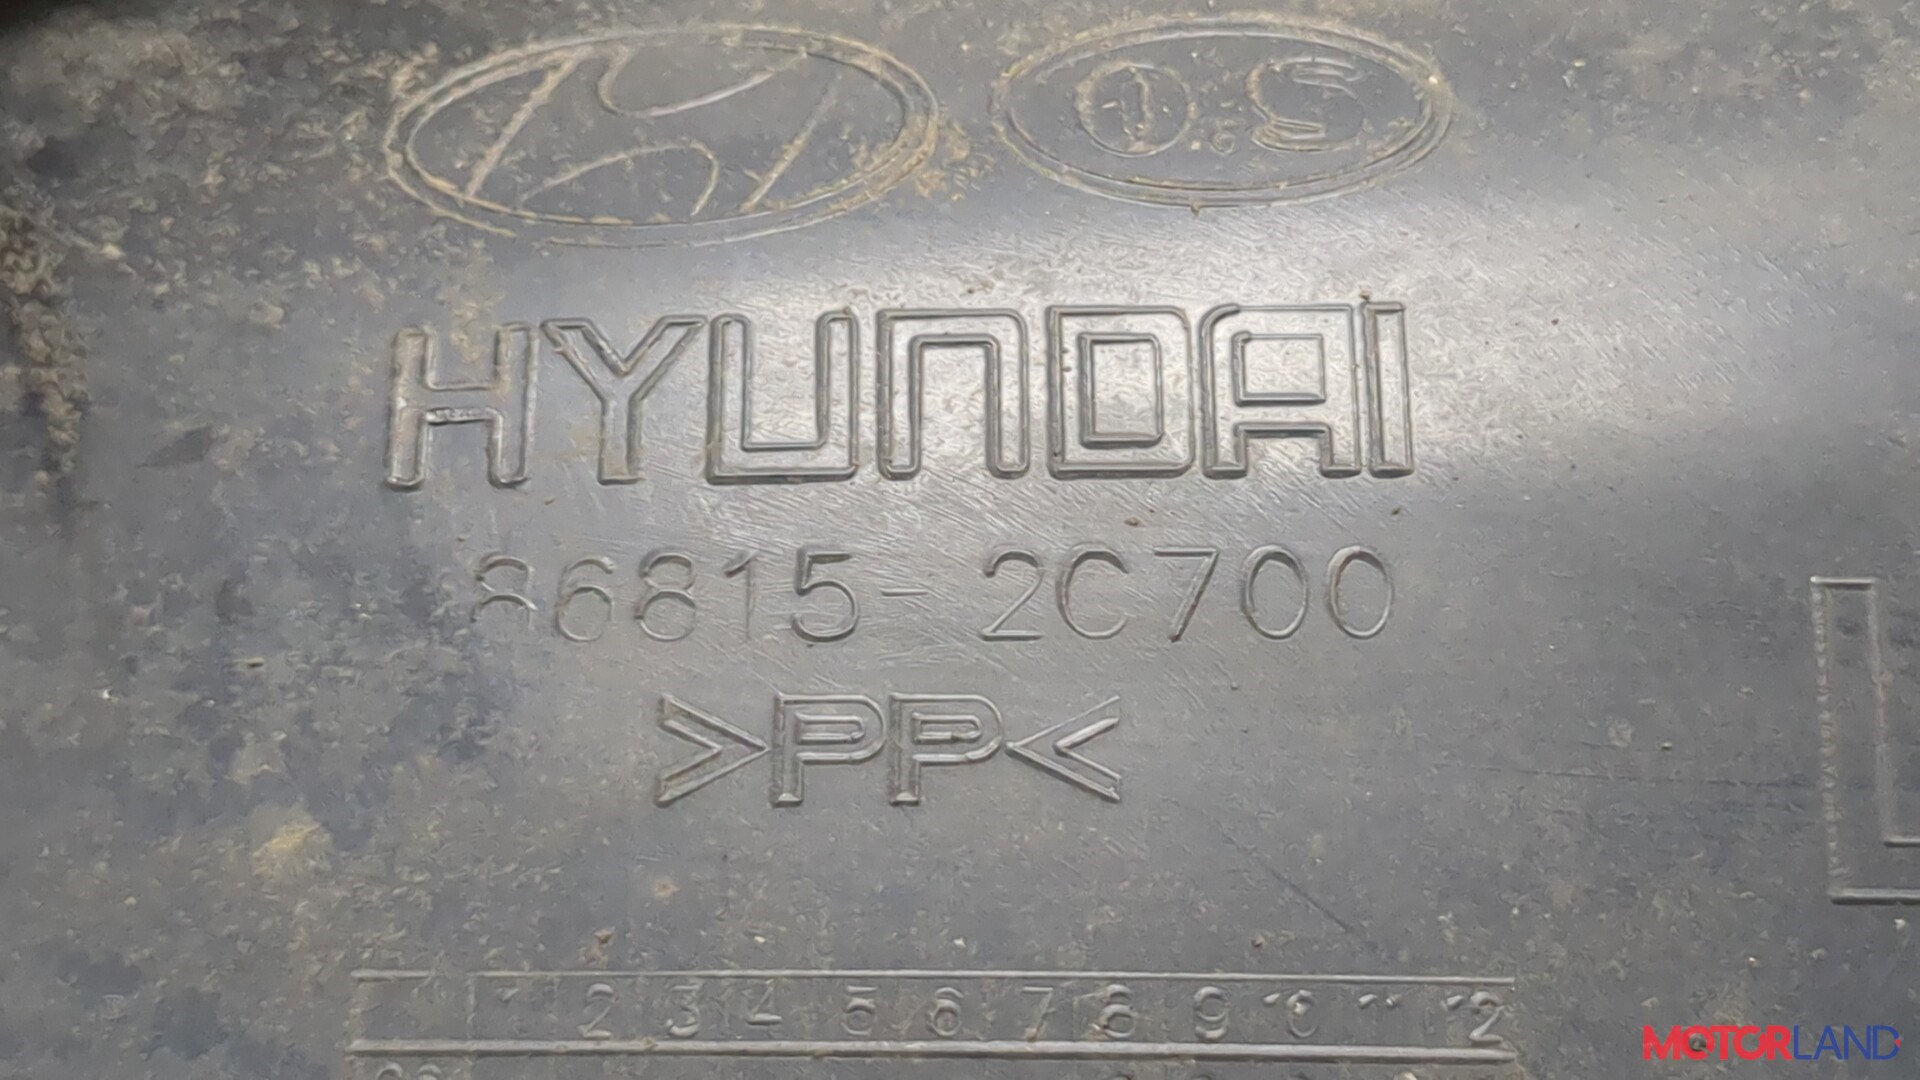 HYUNDAI
86815-2C700
>PP<
L
1 2 3 4 5 6 7 8 9 10 11 12
MOTORLAND